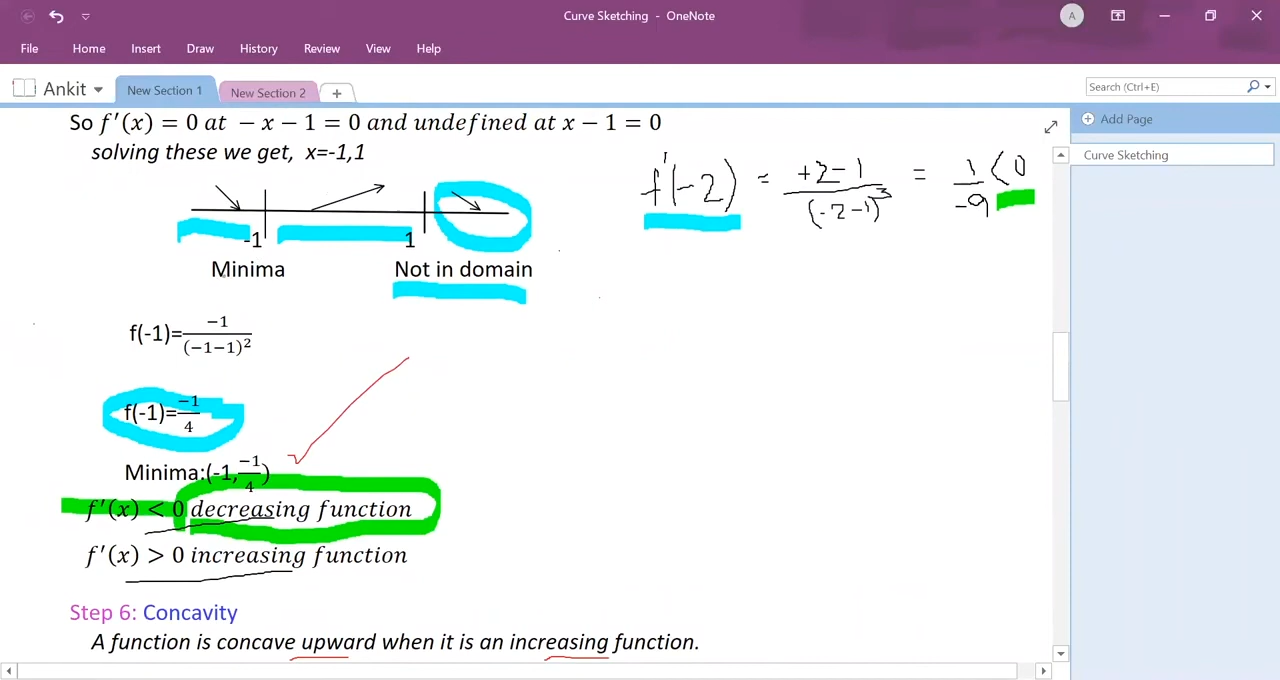 Curve Sketching - OneNote
A
File Home Insert Draw History Review View Help
Ankit New Section 1 New Section 2 + Search (Ctrl+E)
Add Page
Curve Sketching
So f'(x) = 0 at − x − 1 = 0 and undefined at x − 1 = 0
solving these we get, x=-1,1
f'(-2) = +2-1/(-2-1)³ = 1/-9 < 0
-1 1
Minima Not in domain
f(-1)=−1/(−1−1)²
f(-1)=−1/4
Minima:(-1,−1/4)
f'(x) < 0 decreasing function
f'(x) > 0 increasing function
Step 6: Concavity
A function is concave upward when it is an increasing function.